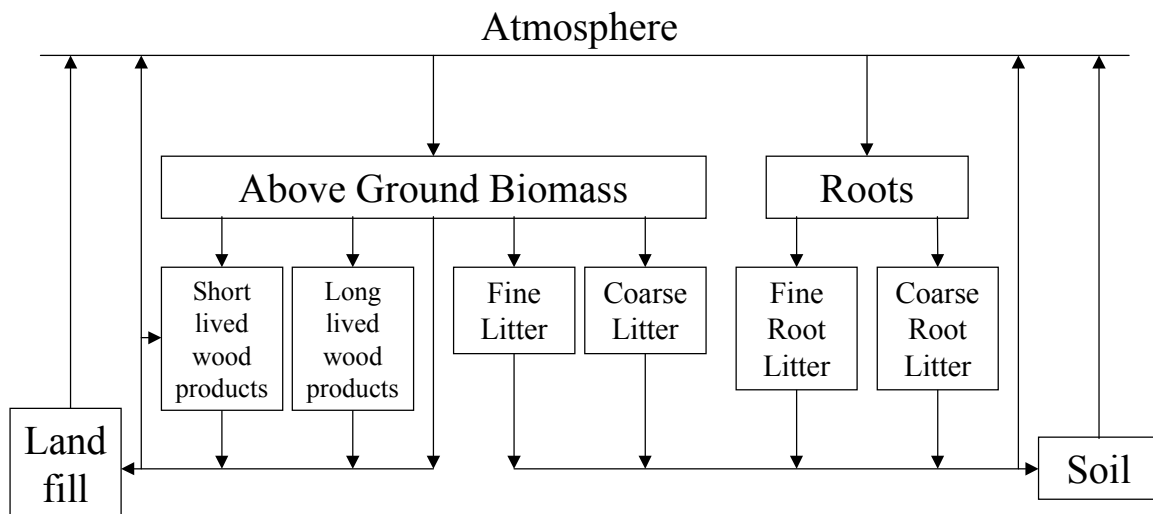 Atmosphere
Above Ground Biomass
Roots
Short
lived
wood
products
Long
lived
wood
products
Fine
Litter
Coarse
Litter
Fine
Root
Litter
Coarse
Root
Litter
Land
fill
Soil